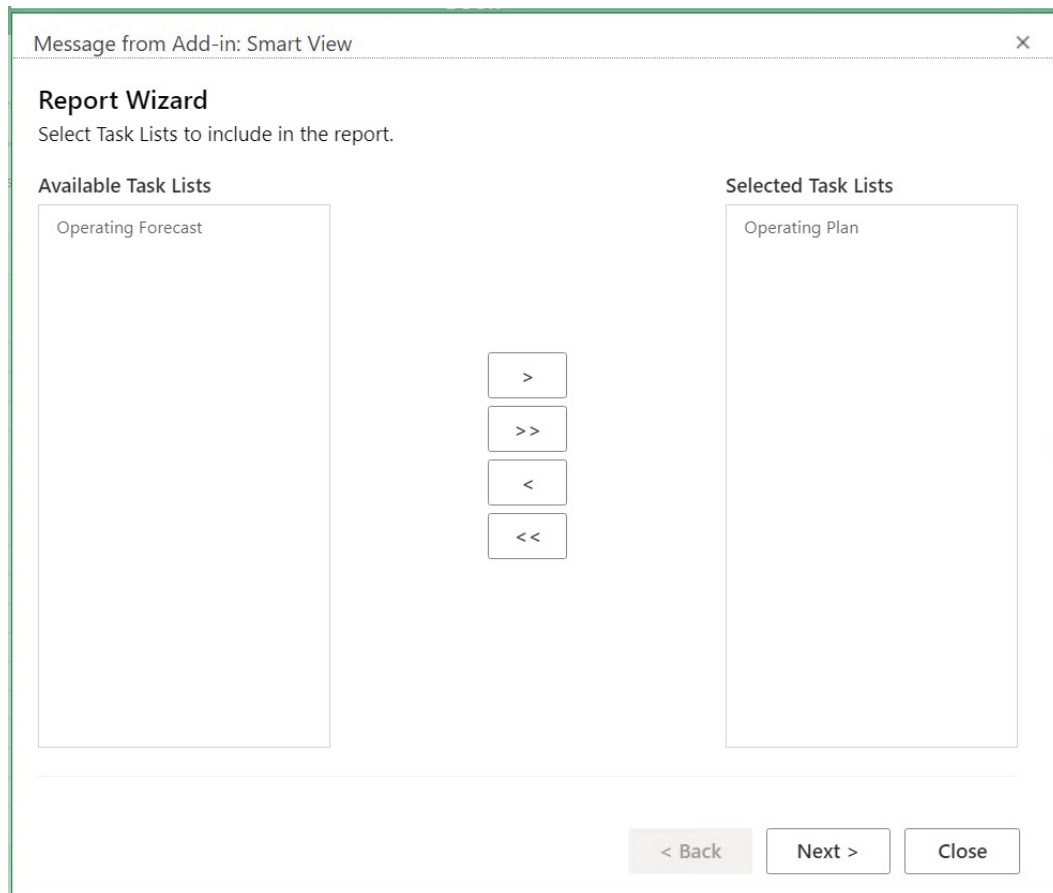 Message from Add-in: Smart View
×
Report Wizard
Select Task Lists to include in the report.
Available Task Lists
Selected Task Lists
Operating Forecast
Operating Plan
>
>>
<
<<
< Back
Next >
Close